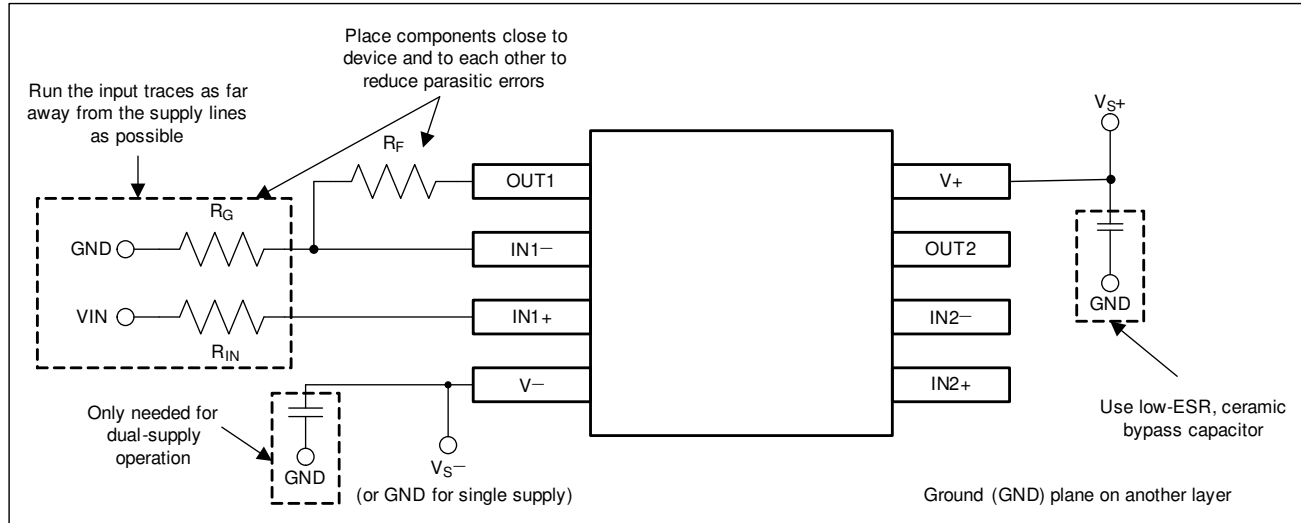 Place components close to
device and to each other to
reduce parasitic errors
Run the input traces as far
away from the supply lines
as possible
VS+
RF
OUT1
V+
RG
GND
IN1−
OUT2
GND
VIN
IN1+
IN2−
RIN
V−
IN2+
Only needed for
dual-supply
operation
GND
VS−
(or GND for single supply)
Use low-ESR, ceramic
bypass capacitor
Ground (GND) plane on another layer